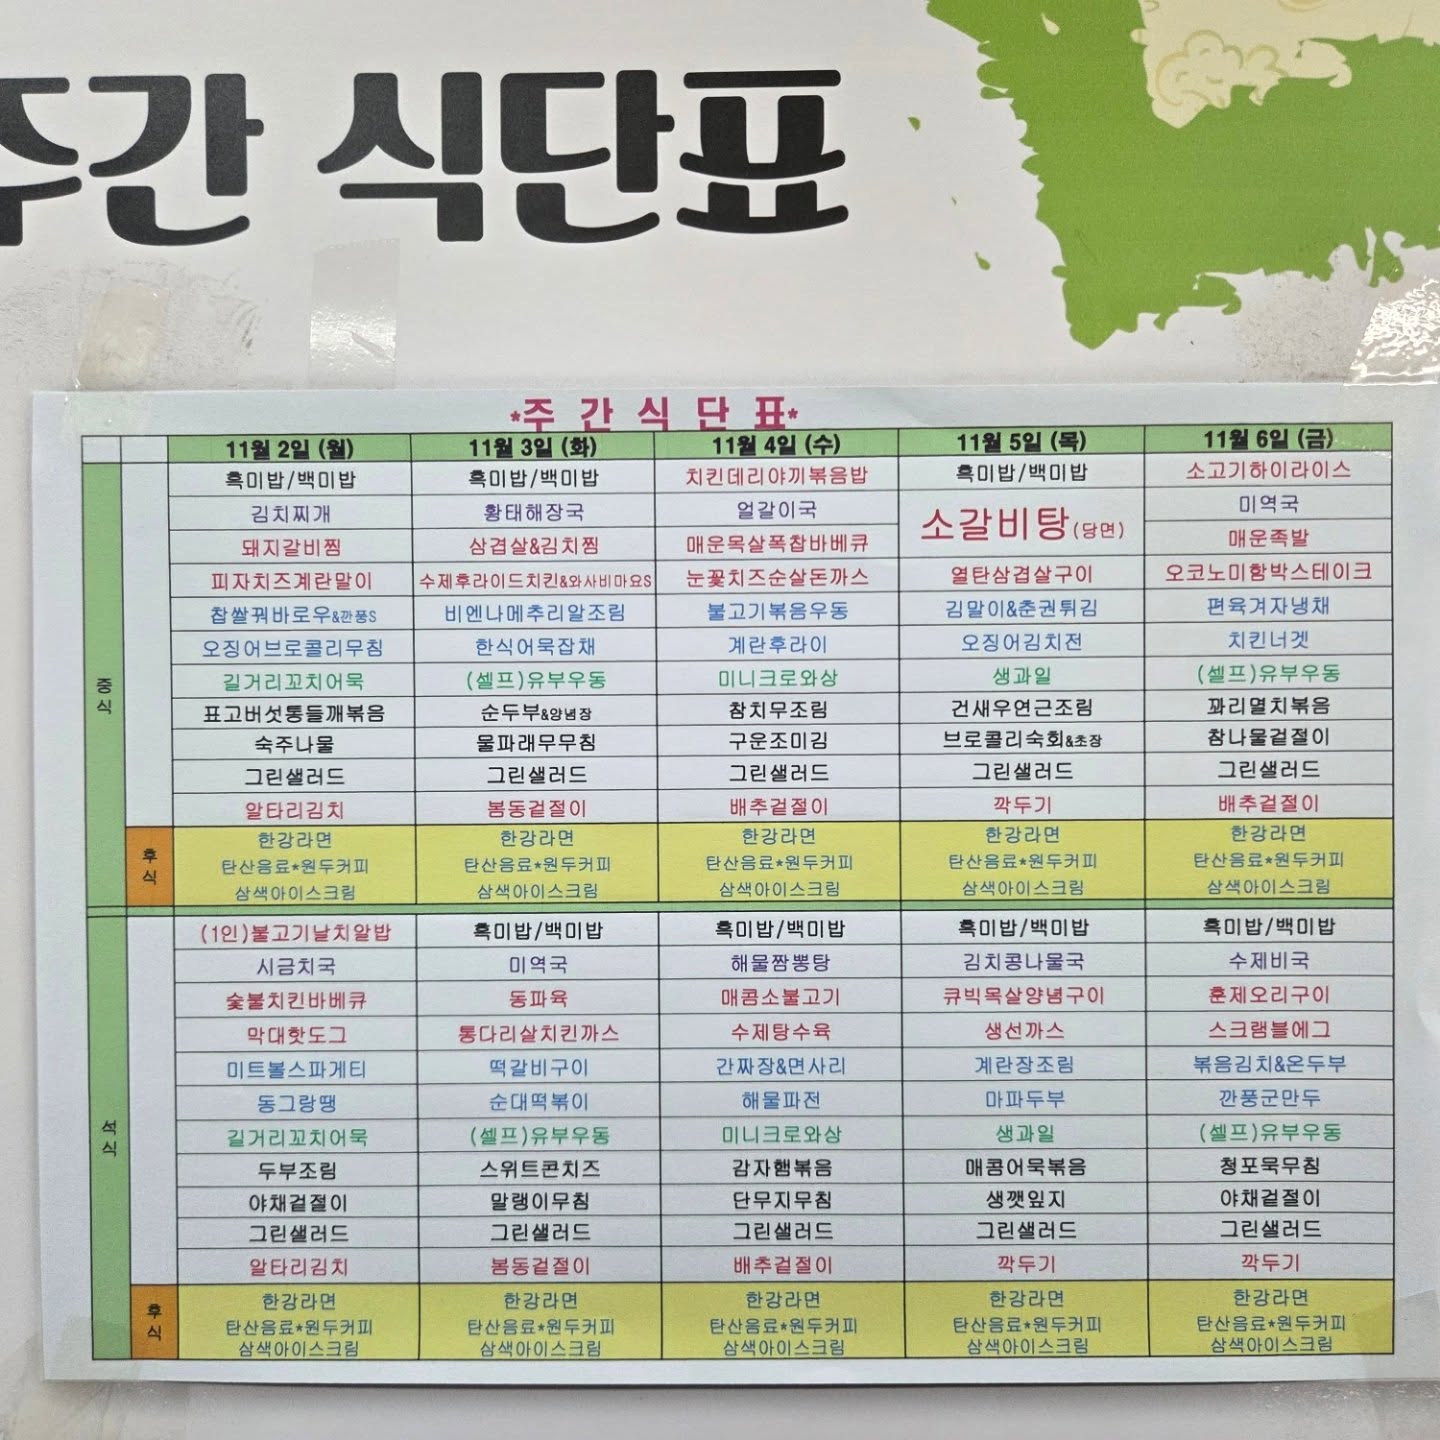 주간 식단표
*주 간 식 단 표*
11월 2일 (월) 11월 3일 (화) 11월 4일 (수) 11월 5일 (목) 11월 6일 (금)
중식
흑미밥/백미밥 흑미밥/백미밥 치킨데리야끼볶음밥 흑미밥/백미밥 소고기하이라이스
김치찌개 황태해장국 얼갈이국 소갈비탕(당면) 미역국
돼지갈비찜 삼겹살&김치찜 매운목살폭찹바베큐 매운족발
피자치즈계란말이 수제후라이드치킨&와사비마요S 눈꽃치즈순살돈까스 열탄삼겹살구이 오코노미함박스테이크
찹쌀꿔바로우&깐풍S 비엔나메추리알조림 불고기볶음우동 김말이&춘권튀김 편육겨자냉채
오징어브로콜리무침 한식어묵잡채 계란후라이 오징어김치전 치킨너겟
길거리꼬치어묵 (셀프)유부우동 미니크로와상 생과일 (셀프)유부우동
표고버섯통들깨볶음 순두부&양념장 참치무조림 건새우연근조림 꽈리멸치볶음
숙주나물 물파래무무침 구운조미김 브로콜리숙회&초장 참나물겉절이
그린샐러드 그린샐러드 그린샐러드 그린샐러드 그린샐러드
알타리김치 봄동겉절이 배추겉절이 깍두기 배추겉절이
후식
한강라면 한강라면 한강라면 한강라면 한강라면
탄산음료*원두커피 탄산음료*원두커피 탄산음료*원두커피 탄산음료*원두커피 탄산음료*원두커피
삼색아이스크림 삼색아이스크림 삼색아이스크림 삼색아이스크림 삼색아이스크림
석식
(1인)불고기날치알밥 흑미밥/백미밥 흑미밥/백미밥 흑미밥/백미밥 흑미밥/백미밥
시금치국 미역국 해물짬뽕탕 김치콩나물국 수제비국
숯불치킨바베큐 동파육 매콤소불고기 큐빅목살양념구이 훈제오리구이
막대핫도그 통다리살치킨까스 수제탕수육 생선까스 스크램블에그
미트볼스파게티 떡갈비구이 간짜장&면사리 계란장조림 볶음김치&온두부
동그랑땡 순대떡볶이 해물파전 마파두부 깐풍군만두
길거리꼬치어묵 (셀프)유부우동 미니크로와상 생과일 (셀프)유부우동
두부조림 스위트콘치즈 감자햄볶음 매콤어묵볶음 청포묵무침
야채겉절이 말랭이무침 단무지무침 생깻잎지 야채겉절이
그린샐러드 그린샐러드 그린샐러드 그린샐러드 그린샐러드
알타리김치 봄동겉절이 배추겉절이 깍두기 깍두기
후식
한강라면 한강라면 한강라면 한강라면 한강라면
탄산음료*원두커피 탄산음료*원두커피 탄산음료*원두커피 탄산음료*원두커피 탄산음료*원두커피
삼색아이스크림 삼색아이스크림 삼색아이스크림 삼색아이스크림 삼색아이스크림